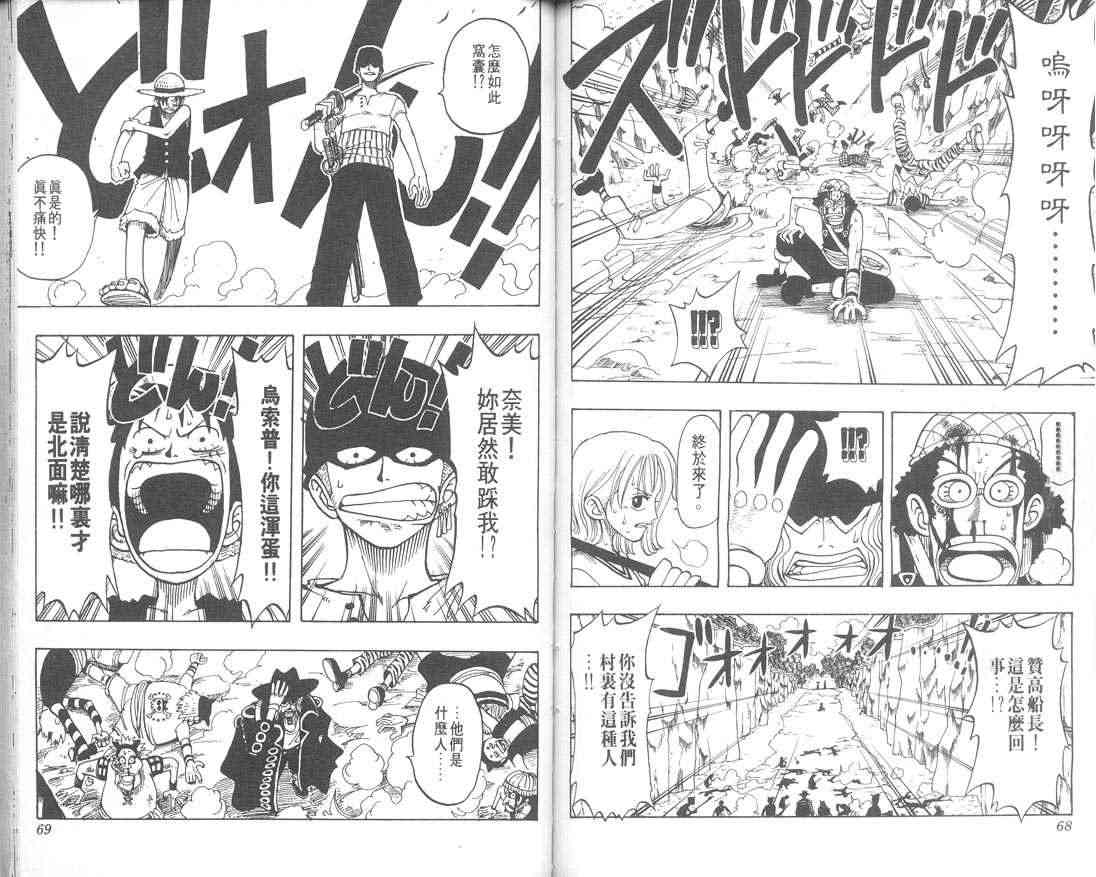 嗚呀呀呀呀…………
ズドドドド
!!!?
…………
!!!?
終於來了。
贊高船長！
這是怎麼回
事…！？
你沒告訴我們
村裏有這種人
…！！
ゴオオオオ
68
怎麼如此
窩囊！？
真是的！
真不痛快！！
どオん!!
奈美！
妳居然敢踩我！？
どんん!
烏索普！你這渾蛋！！
說清楚哪裏才
是北面嘛！！
どんん!
…他們是
什麼人……
69